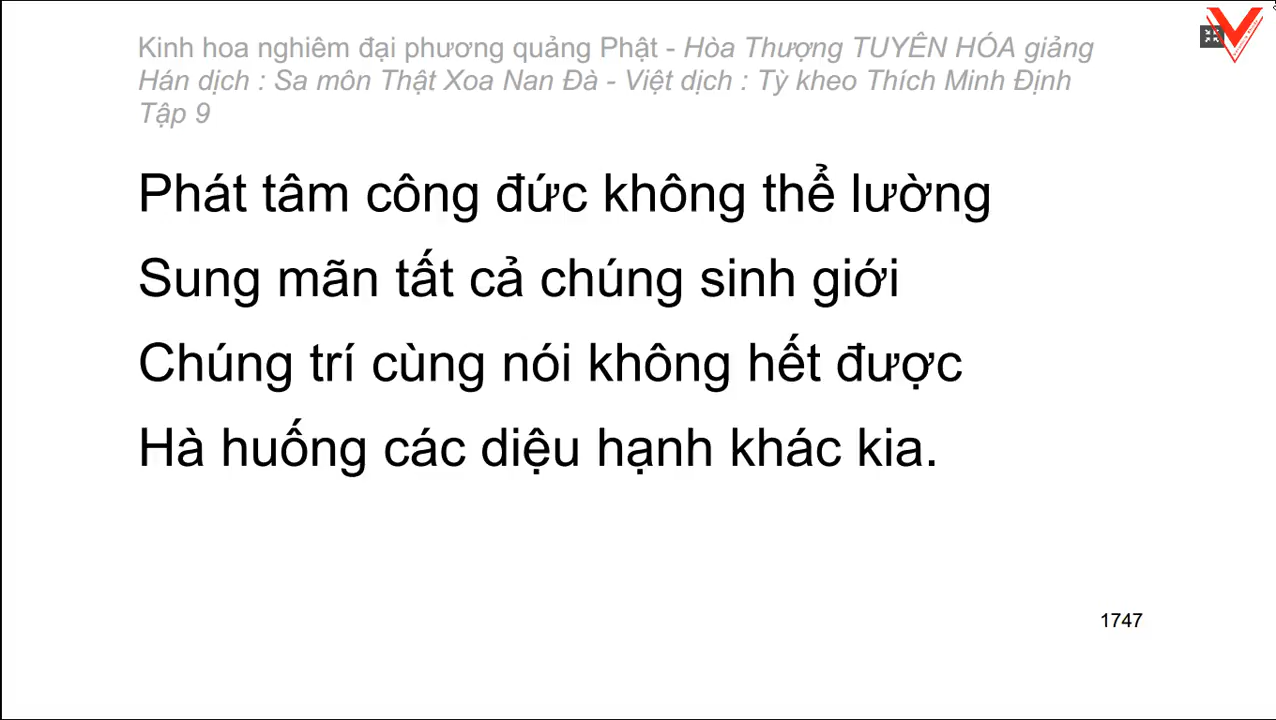 Kinh hoa nghiêm đại phương quảng Phật - Hòa Thượng TUYÊN HÓA giảng
Hán dịch : Sa môn Thật Xoa Nan Đà - Việt dịch : Tỳ kheo Thích Minh Định
Tập 9
Phát tâm công đức không thể lường
Sung mãn tất cả chúng sinh giới
Chúng trí cùng nói không hết được
Hà huống các diệu hạnh khác kia.
1747